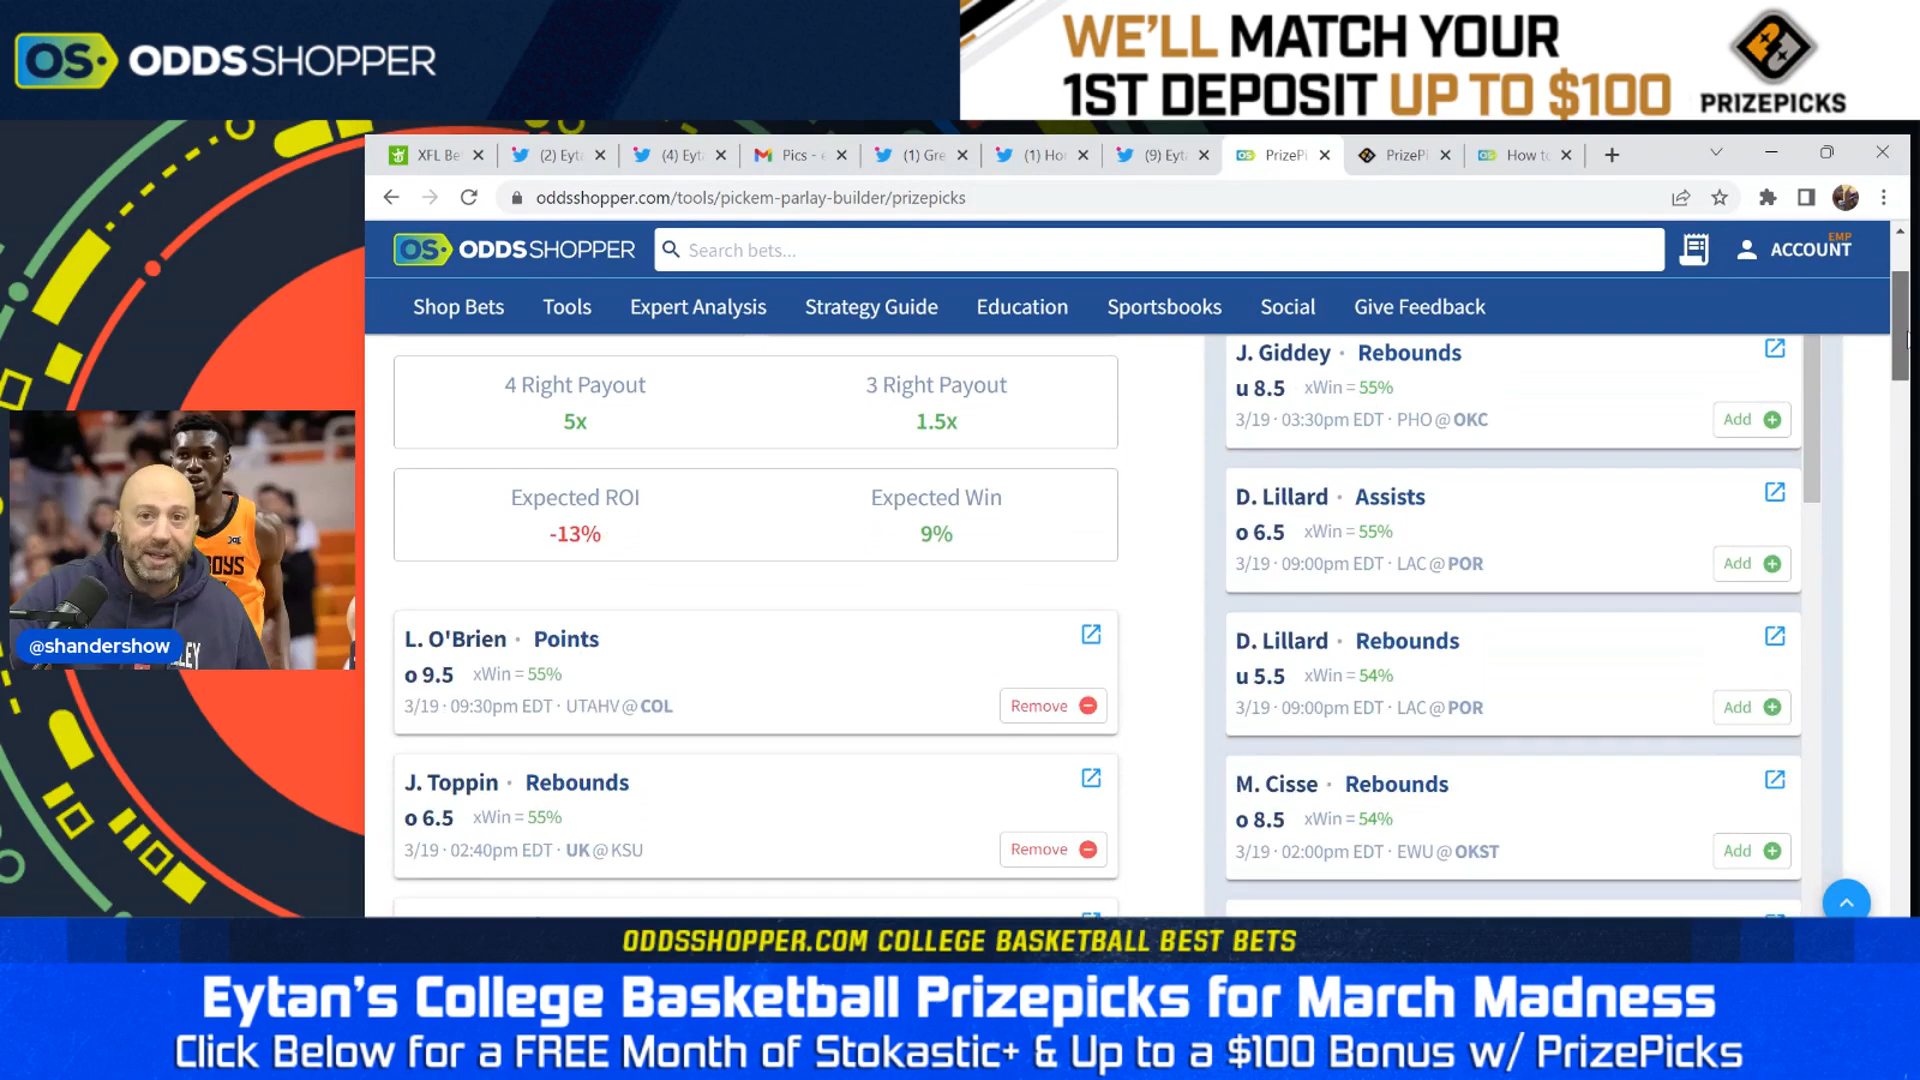 OS ODDSSHOPPER
WE'LL MATCH YOUR
1ST DEPOSIT UP TO $100
PRIZEPICKS
XFL Be
(2) Eyt
(4) Eyt
Pics - e
(1) Gre
(1) Ho
(9) Eyt
PrizePi
PrizeP
How to
oddsshopper.com/tools/pickem-parlay-builder/prizepicks
OS ODDSSHOPPER
Search bets...
EMP
ACCOUNT
Shop Bets Tools Expert Analysis Strategy Guide Education Sportsbooks Social Give Feedback
4 Right Payout 3 Right Payout
5x 1.5x
Expected ROI Expected Win
-13% 9%
L. O'Brien · Points
o 9.5 xWin = 55%
3/19 · 09:30pm EDT · UTAHV@COL
Remove
J. Toppin · Rebounds
o 6.5 xWin = 55%
3/19 · 02:40pm EDT · UK@KSU
Remove
J. Giddey · Rebounds
u 8.5 xWin = 55%
3/19 · 03:30pm EDT · PHO@OKC
Add
D. Lillard · Assists
o 6.5 xWin = 55%
3/19 · 09:00pm EDT · LAC@POR
Add
D. Lillard · Rebounds
u 5.5 xWin = 54%
3/19 · 09:00pm EDT · LAC@POR
Add
M. Cisse · Rebounds
o 8.5 xWin = 54%
3/19 · 02:00pm EDT · EWU@OKST
Add
@shandershow
ODDSSHOPPER.COM COLLEGE BASKETBALL BEST BETS
Eytan's College Basketball Prizepicks for March Madness
Click Below for a FREE Month of Stokastic+ & Up to a $100 Bonus w/ PrizePicks